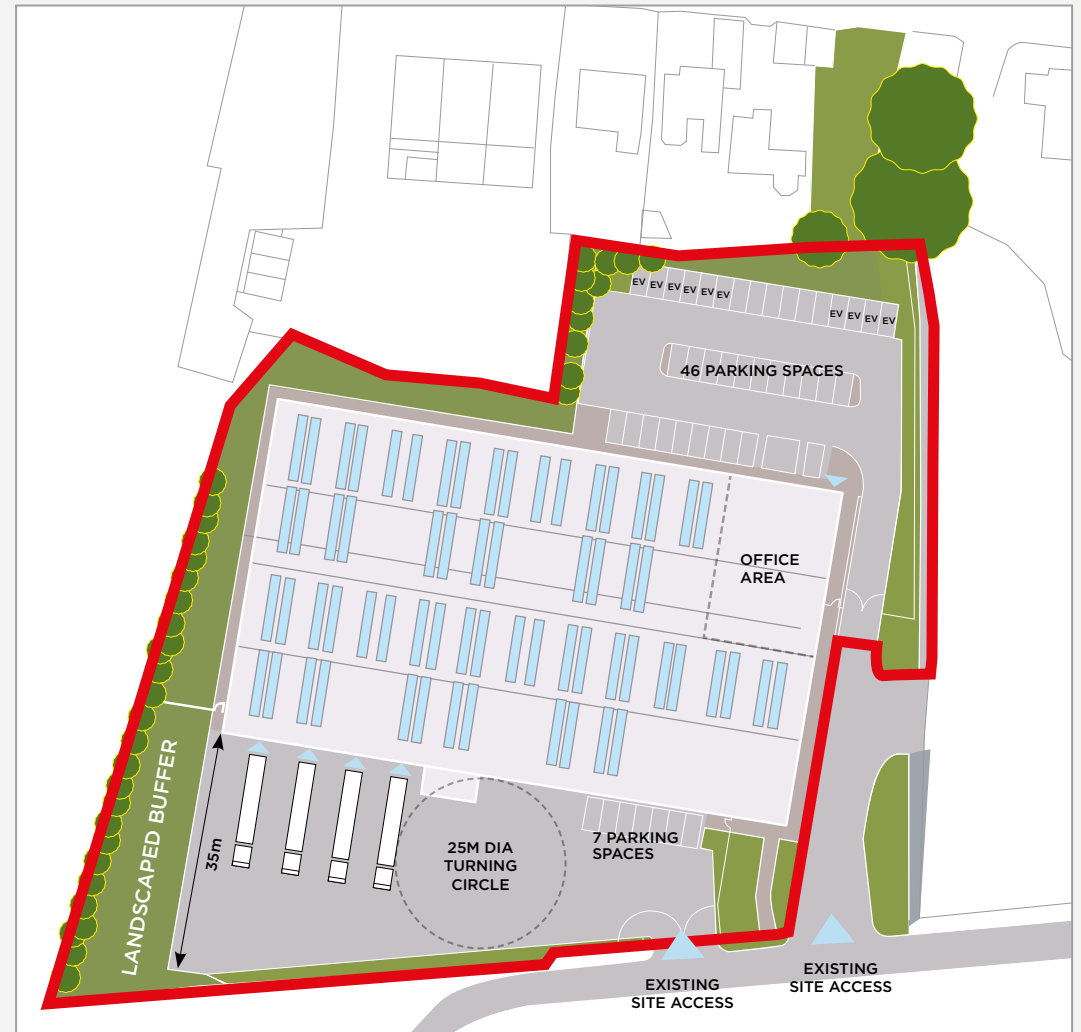 EV EV EV EV EV EV
EV EV EV EV
46 PARKING SPACES
OFFICE
AREA
LANDSCAPED BUFFER
35m
25M DIA
TURNING
CIRCLE
7 PARKING
SPACES
EXISTING
SITE ACCESS
EXISTING
SITE ACCESS